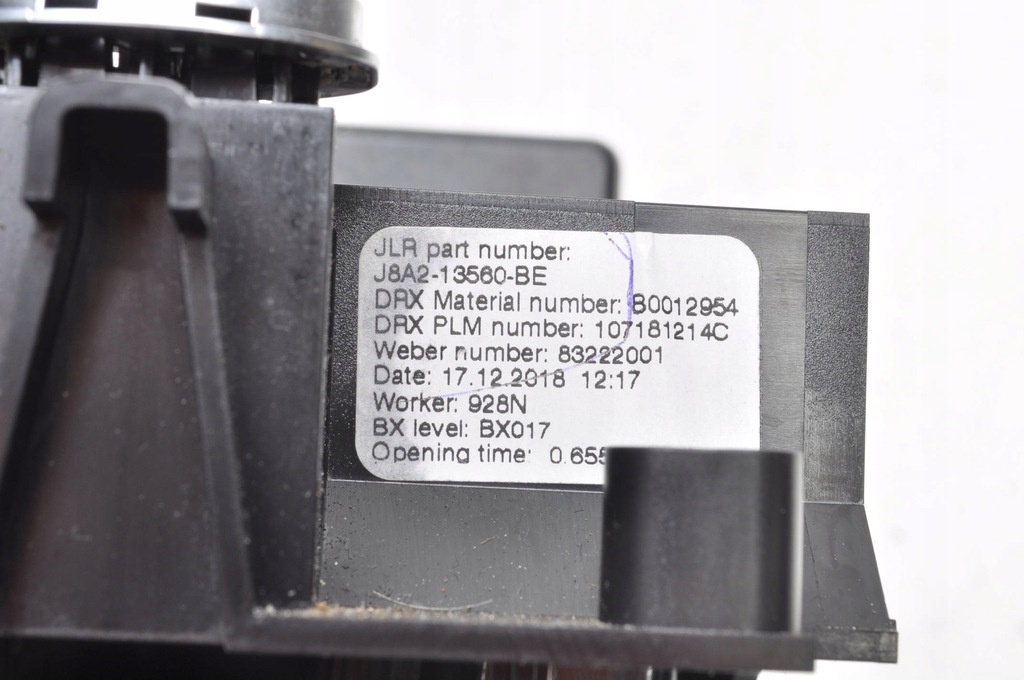 JLR part number:
J8A2-13560-BE
DRX Material number: B0012954
DRX PLM number: 107181214C
Weber number: 83222001
Date: 17.12.2018 12:17
Worker: 928N
BX level: BX017
Opening time: 0.655